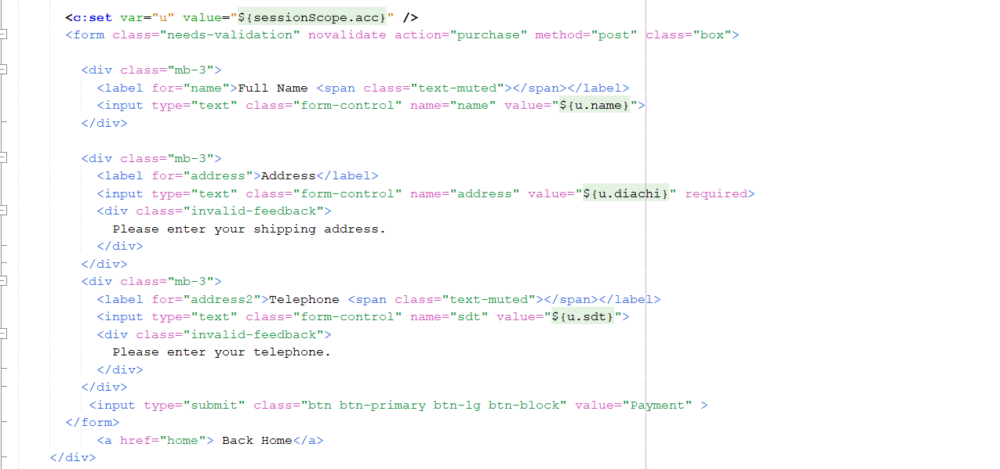 <c:set var="u" value="${sessionScope.acc}" />
<form class="needs-validation" novalidate action="purchase" method="post" class="box">
<div class="mb-3">
<label for="name">Full Name <span class="text-muted"></span></label>
<input type="text" class="form-control" name="name" value="${u.name}">
</div>
<div class="mb-3">
<label for="address">Address</label>
<input type="text" class="form-control" name="address" value="${u.diachi}" required>
<div class="invalid-feedback">
Please enter your shipping address.
</div>
</div>
<div class="mb-3">
<label for="address2">Telephone <span class="text-muted"></span></label>
<input type="text" class="form-control" name="sdt" value="${u.sdt}">
<div class="invalid-feedback">
Please enter your telephone.
</div>
</div>
<input type="submit" class="btn btn-primary btn-lg btn-block" value="Payment" >
</form>
<a href="home"> Back Home</a>
</div>